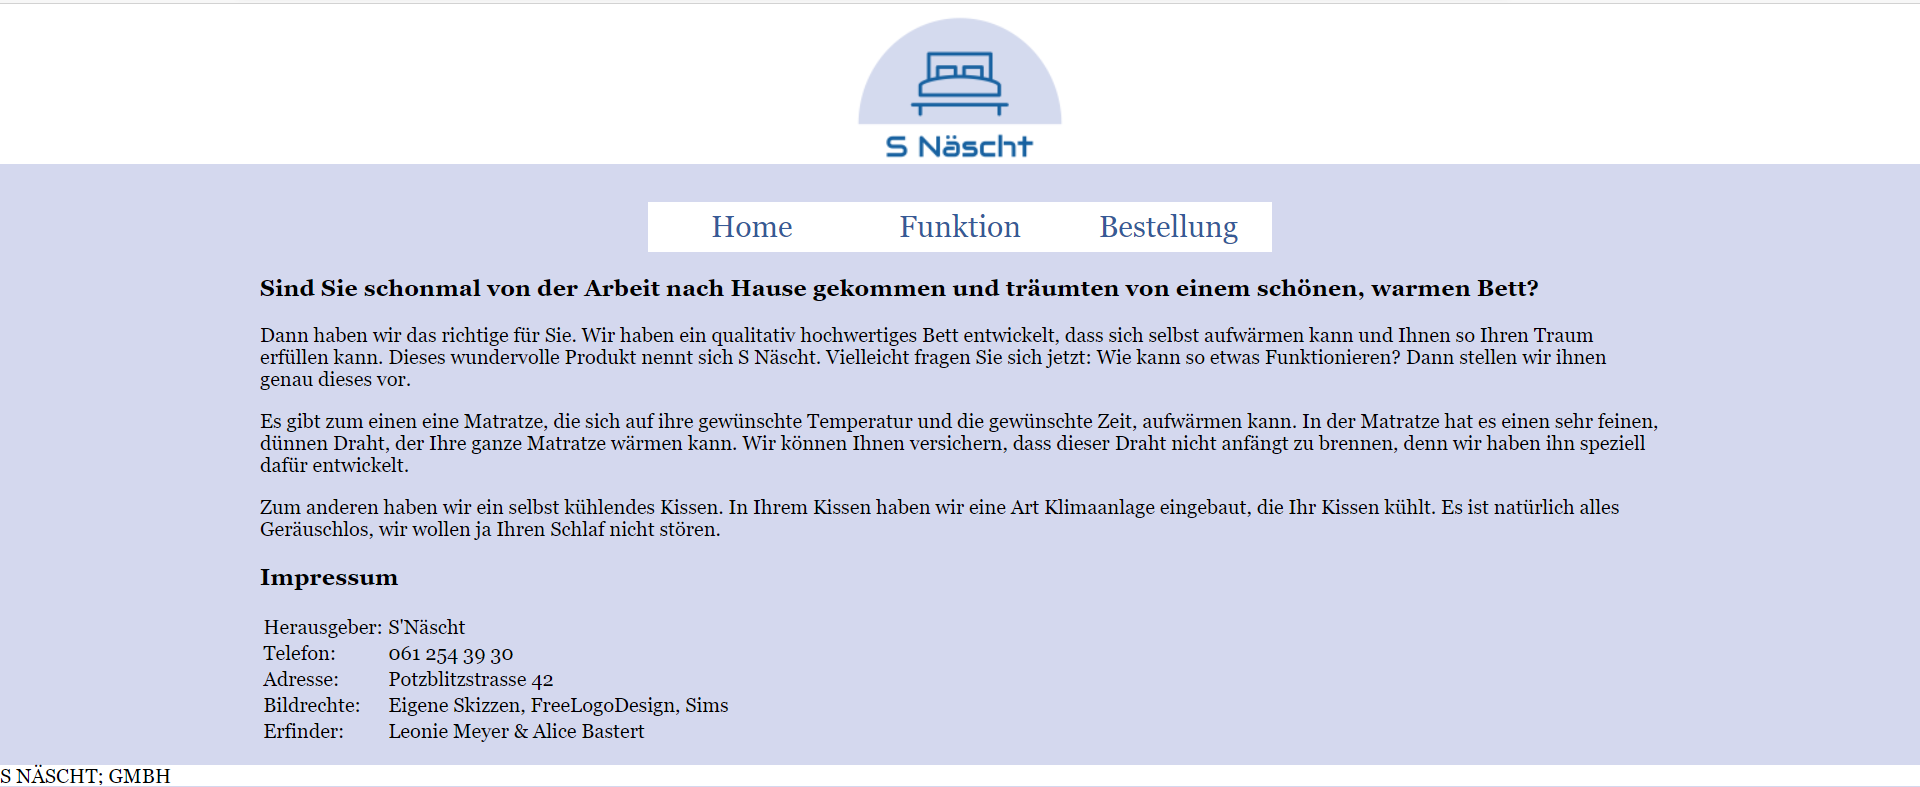 S Näscht
Home Funktion Bestellung
Sind Sie schonmal von der Arbeit nach Hause gekommen und träumten von einem schönen, warmen Bett?
Dann haben wir das richtige für Sie. Wir haben ein qualitativ hochwertiges Bett entwickelt, dass sich selbst aufwärmen kann und Ihnen so Ihren Traum
erfüllen kann. Dieses wundervolle Produkt nennt sich S Näscht. Vielleicht fragen Sie sich jetzt: Wie kann so etwas Funktionieren? Dann stellen wir ihnen
genau dieses vor.
Es gibt zum einen eine Matratze, die sich auf ihre gewünschte Temperatur und die gewünschte Zeit, aufwärmen kann. In der Matratze hat es einen sehr feinen,
dünnen Draht, der Ihre ganze Matratze wärmen kann. Wir können Ihnen versichern, dass dieser Draht nicht anfängt zu brennen, denn wir haben ihn speziell
dafür entwickelt.
Zum anderen haben wir ein selbst kühlendes Kissen. In Ihrem Kissen haben wir eine Art Klimaanlage eingebaut, die Ihr Kissen kühlt. Es ist natürlich alles
Geräuschlos, wir wollen ja Ihren Schlaf nicht stören.
Impressum
Herausgeber: S'Näscht
Telefon: 061 254 39 30
Adresse: Potzblitzstrasse 42
Bildrechte: Eigene Skizzen, FreeLogoDesign, Sims
Erfinder: Leonie Meyer & Alice Bastert
S NÄSCHT; GMBH